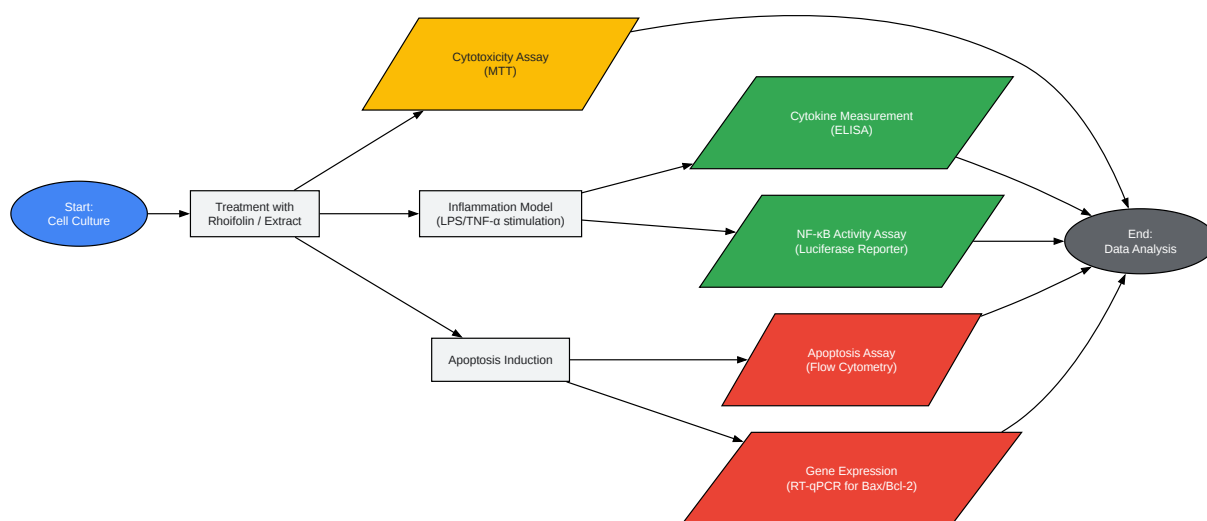 Cytotoxicity Assay
(MTT)
Cytokine Measurement
(ELISA)
Start:
Cell Culture
Treatment with
Rhoifolin / Extract
Inflammation Model
(LPS/TNF-α stimulation)
NF-κB Activity Assay
(Luciferase Reporter)
End:
Data Analysis
Apoptosis Induction
Apoptosis Assay
(Flow Cytometry)
Gene Expression
(RT-qPCR for Bax/Bcl-2)